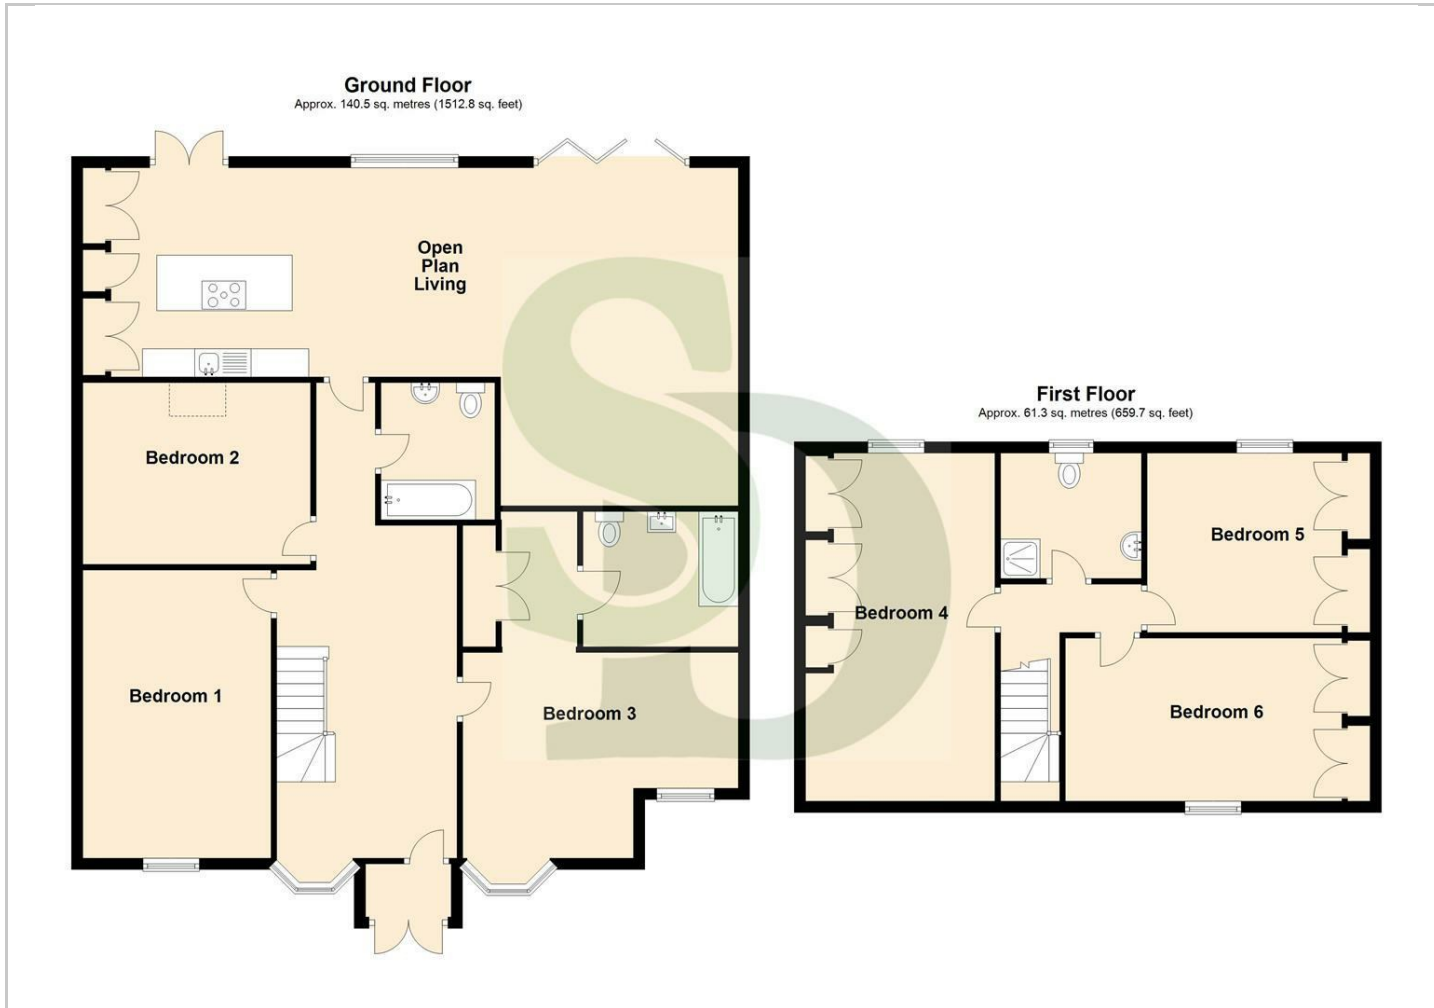 Ground Floor
Approx. 140.5 sq. metres (1512.8 sq. feet)
Open
Plan
Living
Bedroom 2
Bedroom 1
Bedroom 3
First Floor
Approx. 61.3 sq. metres (659.7 sq. feet)
Bedroom 4
Bedroom 5
Bedroom 6
SD